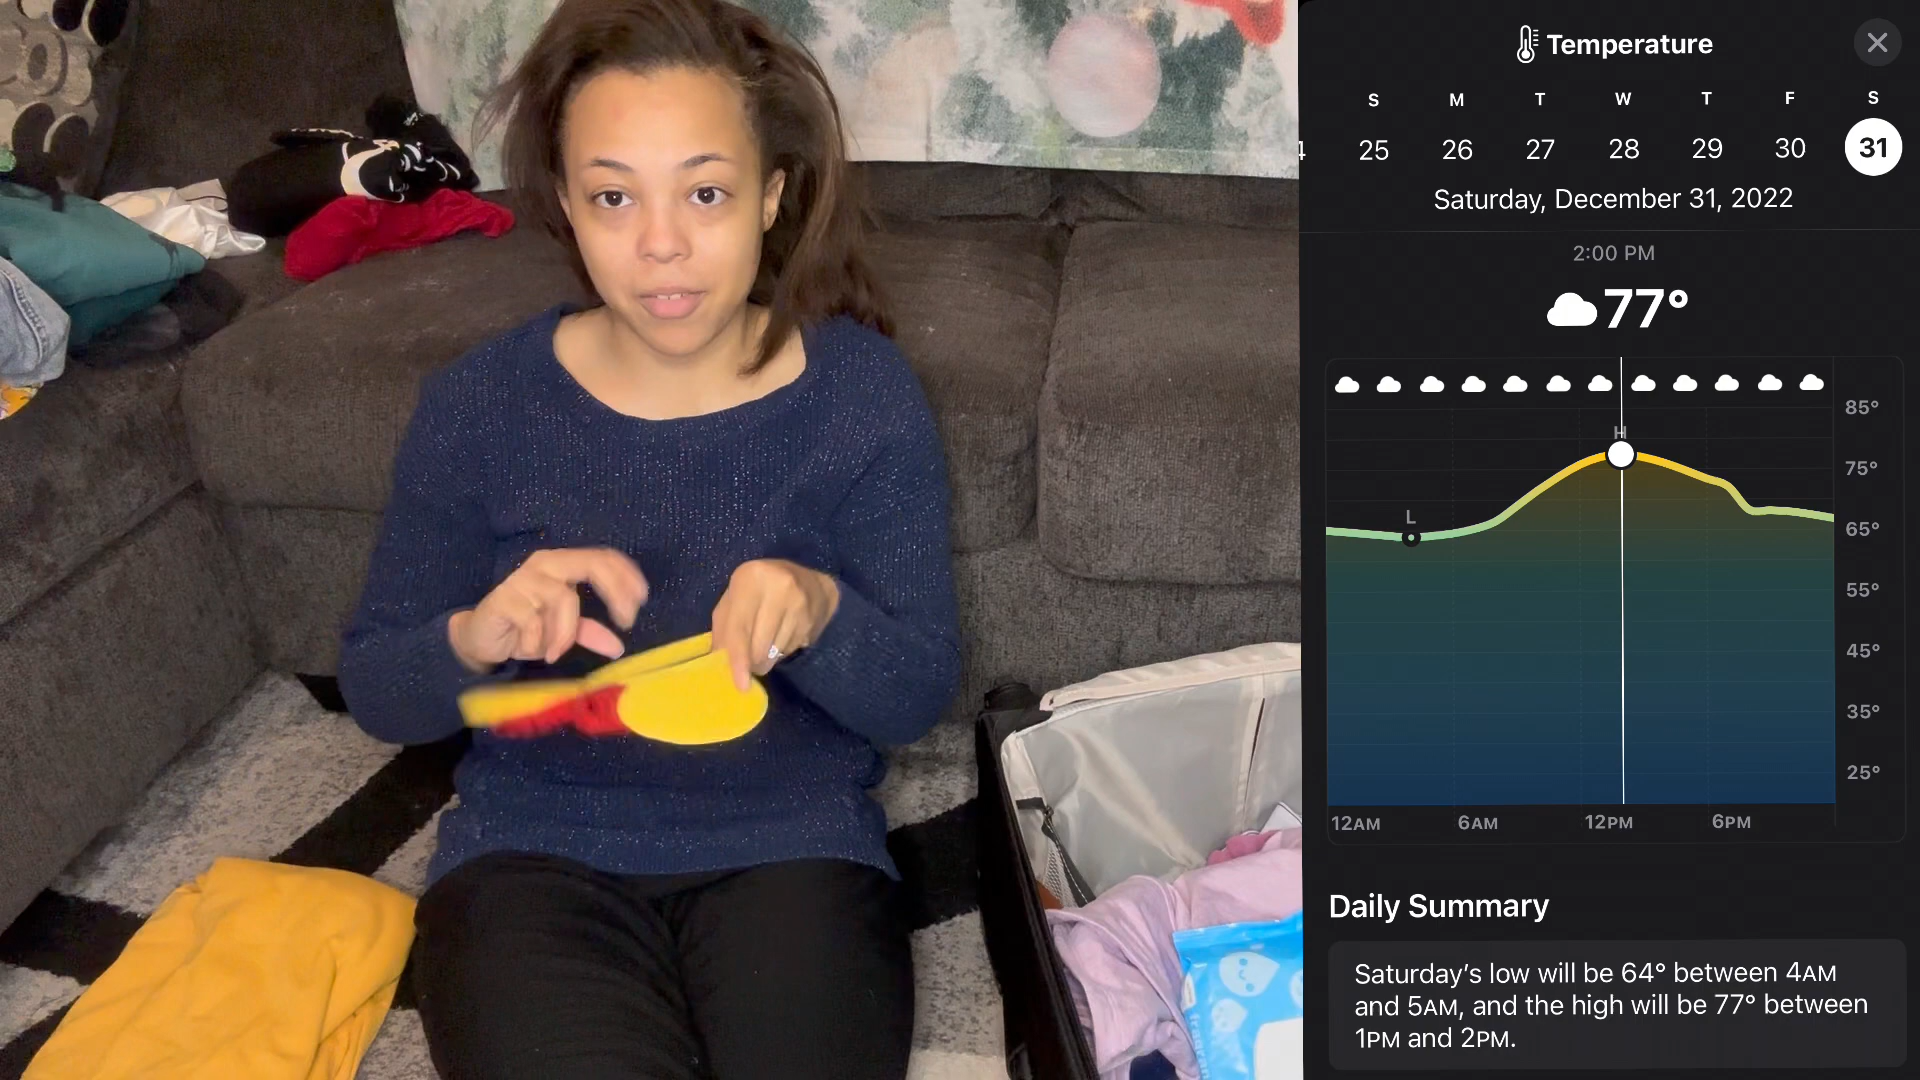 Temperature
S M T W T F S
25 26 27 28 29 30 31
Saturday, December 31, 2022
2:00 PM
77°
H
L
85°
75°
65°
55°
45°
35°
25°
12AM 6AM 12PM 6PM
Daily Summary
Saturday's low will be 64° between 4AM
and 5AM, and the high will be 77° between
1PM and 2PM.